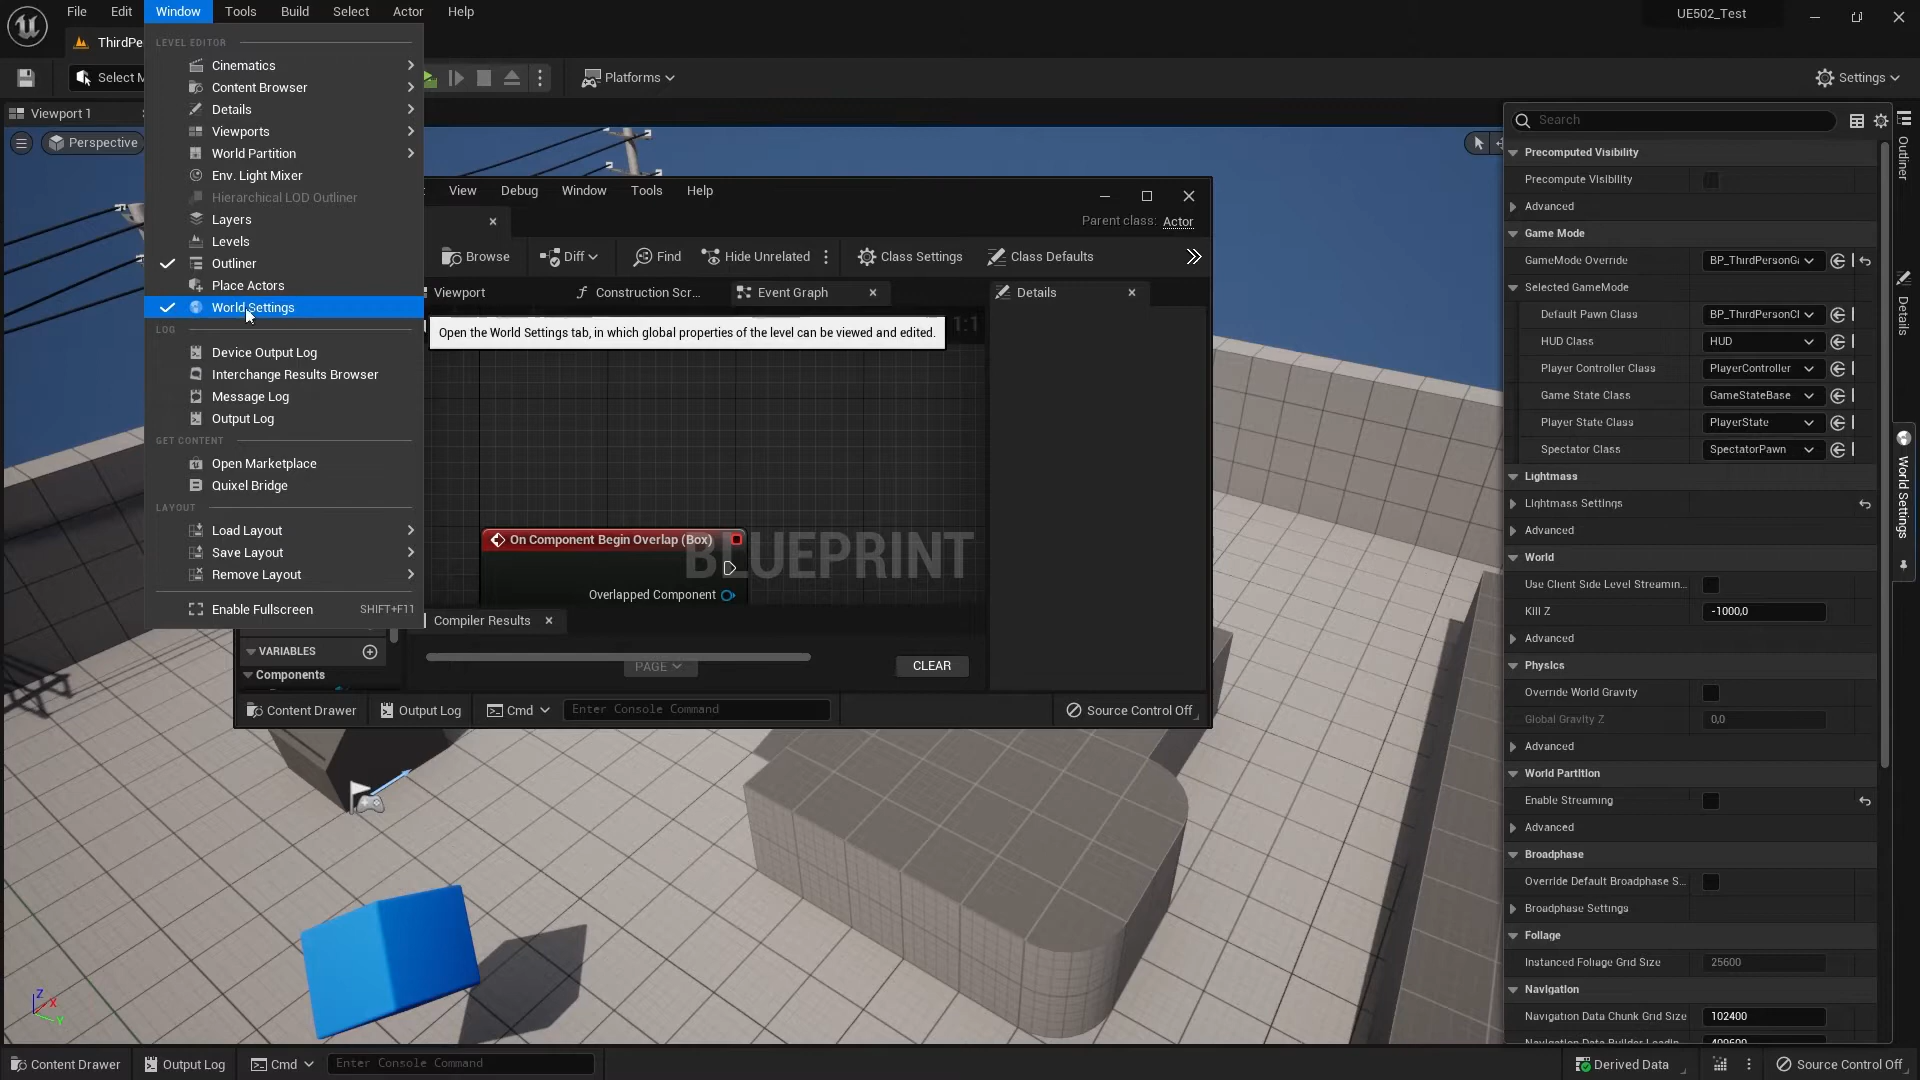 File Edit Window Tools Build Select Actor Help
UE502_Test
ThirdPe
Select M
Platforms
Settings
Viewport 1
Perspective
LEVEL EDITOR
Cinematics
Content Browser
Details
Viewports
World Partition
Env. Light Mixer
Hierarchical LOD Outliner
Layers
Levels
Outliner
Place Actors
World Settings
LOG
Device Output Log
Interchange Results Browser
Message Log
Output Log
GET CONTENT
Open Marketplace
Quixel Bridge
LAYOUT
Load Layout
Save Layout
Remove Layout
Enable Fullscreen SHIFT+F11
View Debug Window Tools Help
Parent class: Actor
Browse Diff Find Hide Unrelated Class Settings Class Defaults
Viewport Construction Scr... Event Graph Details
1:1
Open the World Settings tab, in which global properties of the level can be viewed and edited.
On Component Begin Overlap (Box)
BLUEPRINT
Overlapped Component
Compiler Results
VARIABLES
Components
PAGE
CLEAR
Content Drawer Output Log Cmd Enter Console Command Source Control Off
Search
Precomputed Visibility
Precompute Visibility
Advanced
Game Mode
GameMode Override BP_ThirdPersonG
Selected GameMode
Default Pawn Class BP_ThirdPersonCl
HUD Class HUD
Player Controller Class PlayerController
Game State Class GameStateBase
Player State Class PlayerState
Spectator Class SpectatorPawn
Lightmass
Lightmass Settings
Advanced
World
Use Client Side Level Streamin...
Kill Z -1000,0
Advanced
Physics
Override World Gravity
Global Gravity Z 0,0
Advanced
World Partition
Enable Streaming
Advanced
Broadphase
Override Default Broadphase S...
Broadphase Settings
Foliage
Instanced Foliage Grid Size 25600
Navigation
Navigation Data Chunk Grid Size 102400
Outliner
Details
World Settings
Z
X
Y
Content Drawer Output Log Cmd Enter Console Command Derived Data Source Control Off